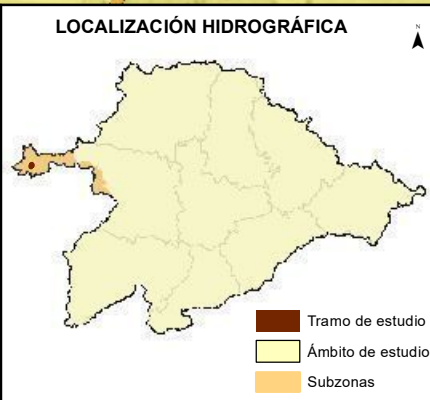 LOCALIZACIÓN HIDROGRÁFICA
N
Tramo de estudio
Ámbito de estudio
Subzonas